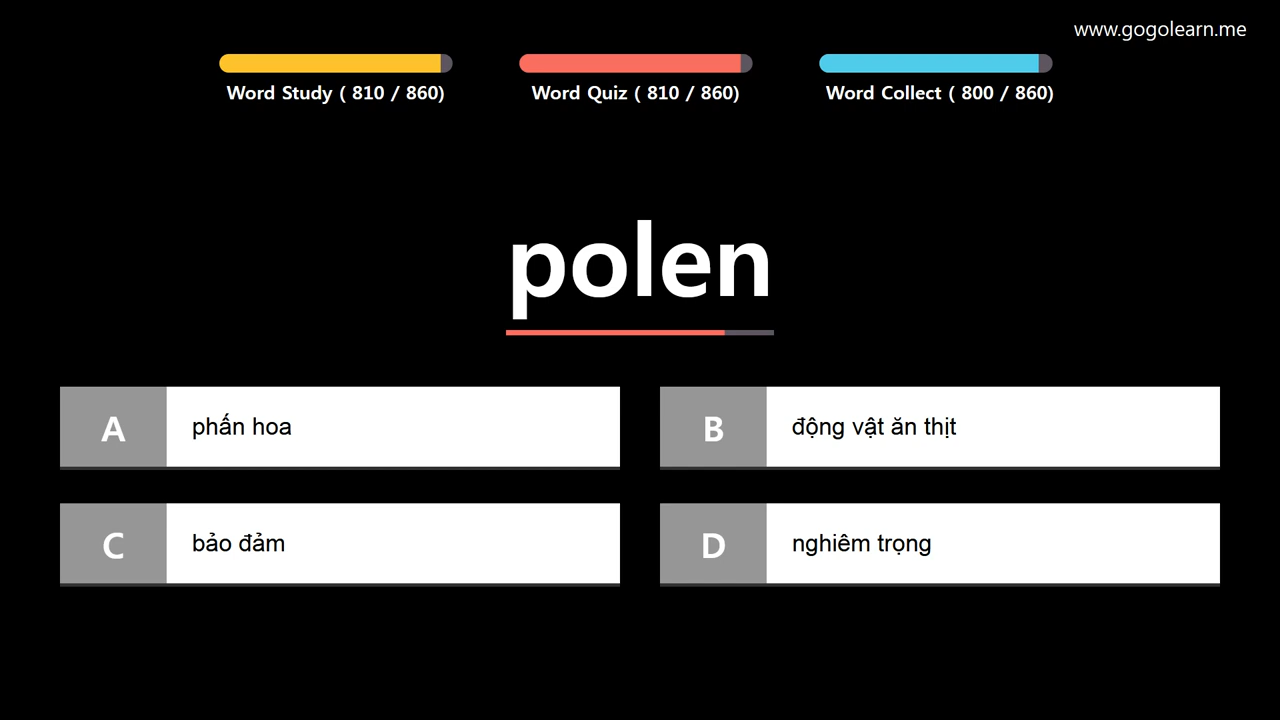 www.gogolearn.me
Word Study ( 810 / 860)
Word Quiz ( 810 / 860)
Word Collect ( 800 / 860)
polen
A
phấn hoa
B
động vật ăn thịt
C
bảo đảm
D
nghiêm trọng